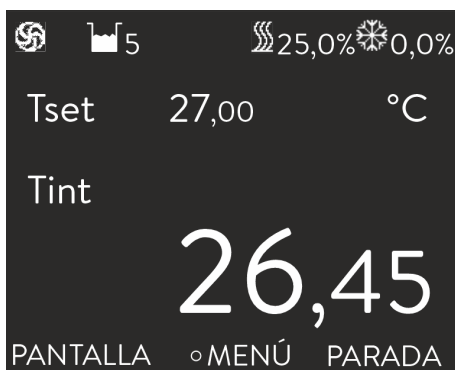 5 25,0% 0,0%
Tset 27,00 °C
Tint
26,45
PANTALLA ○MENÚ PARADA